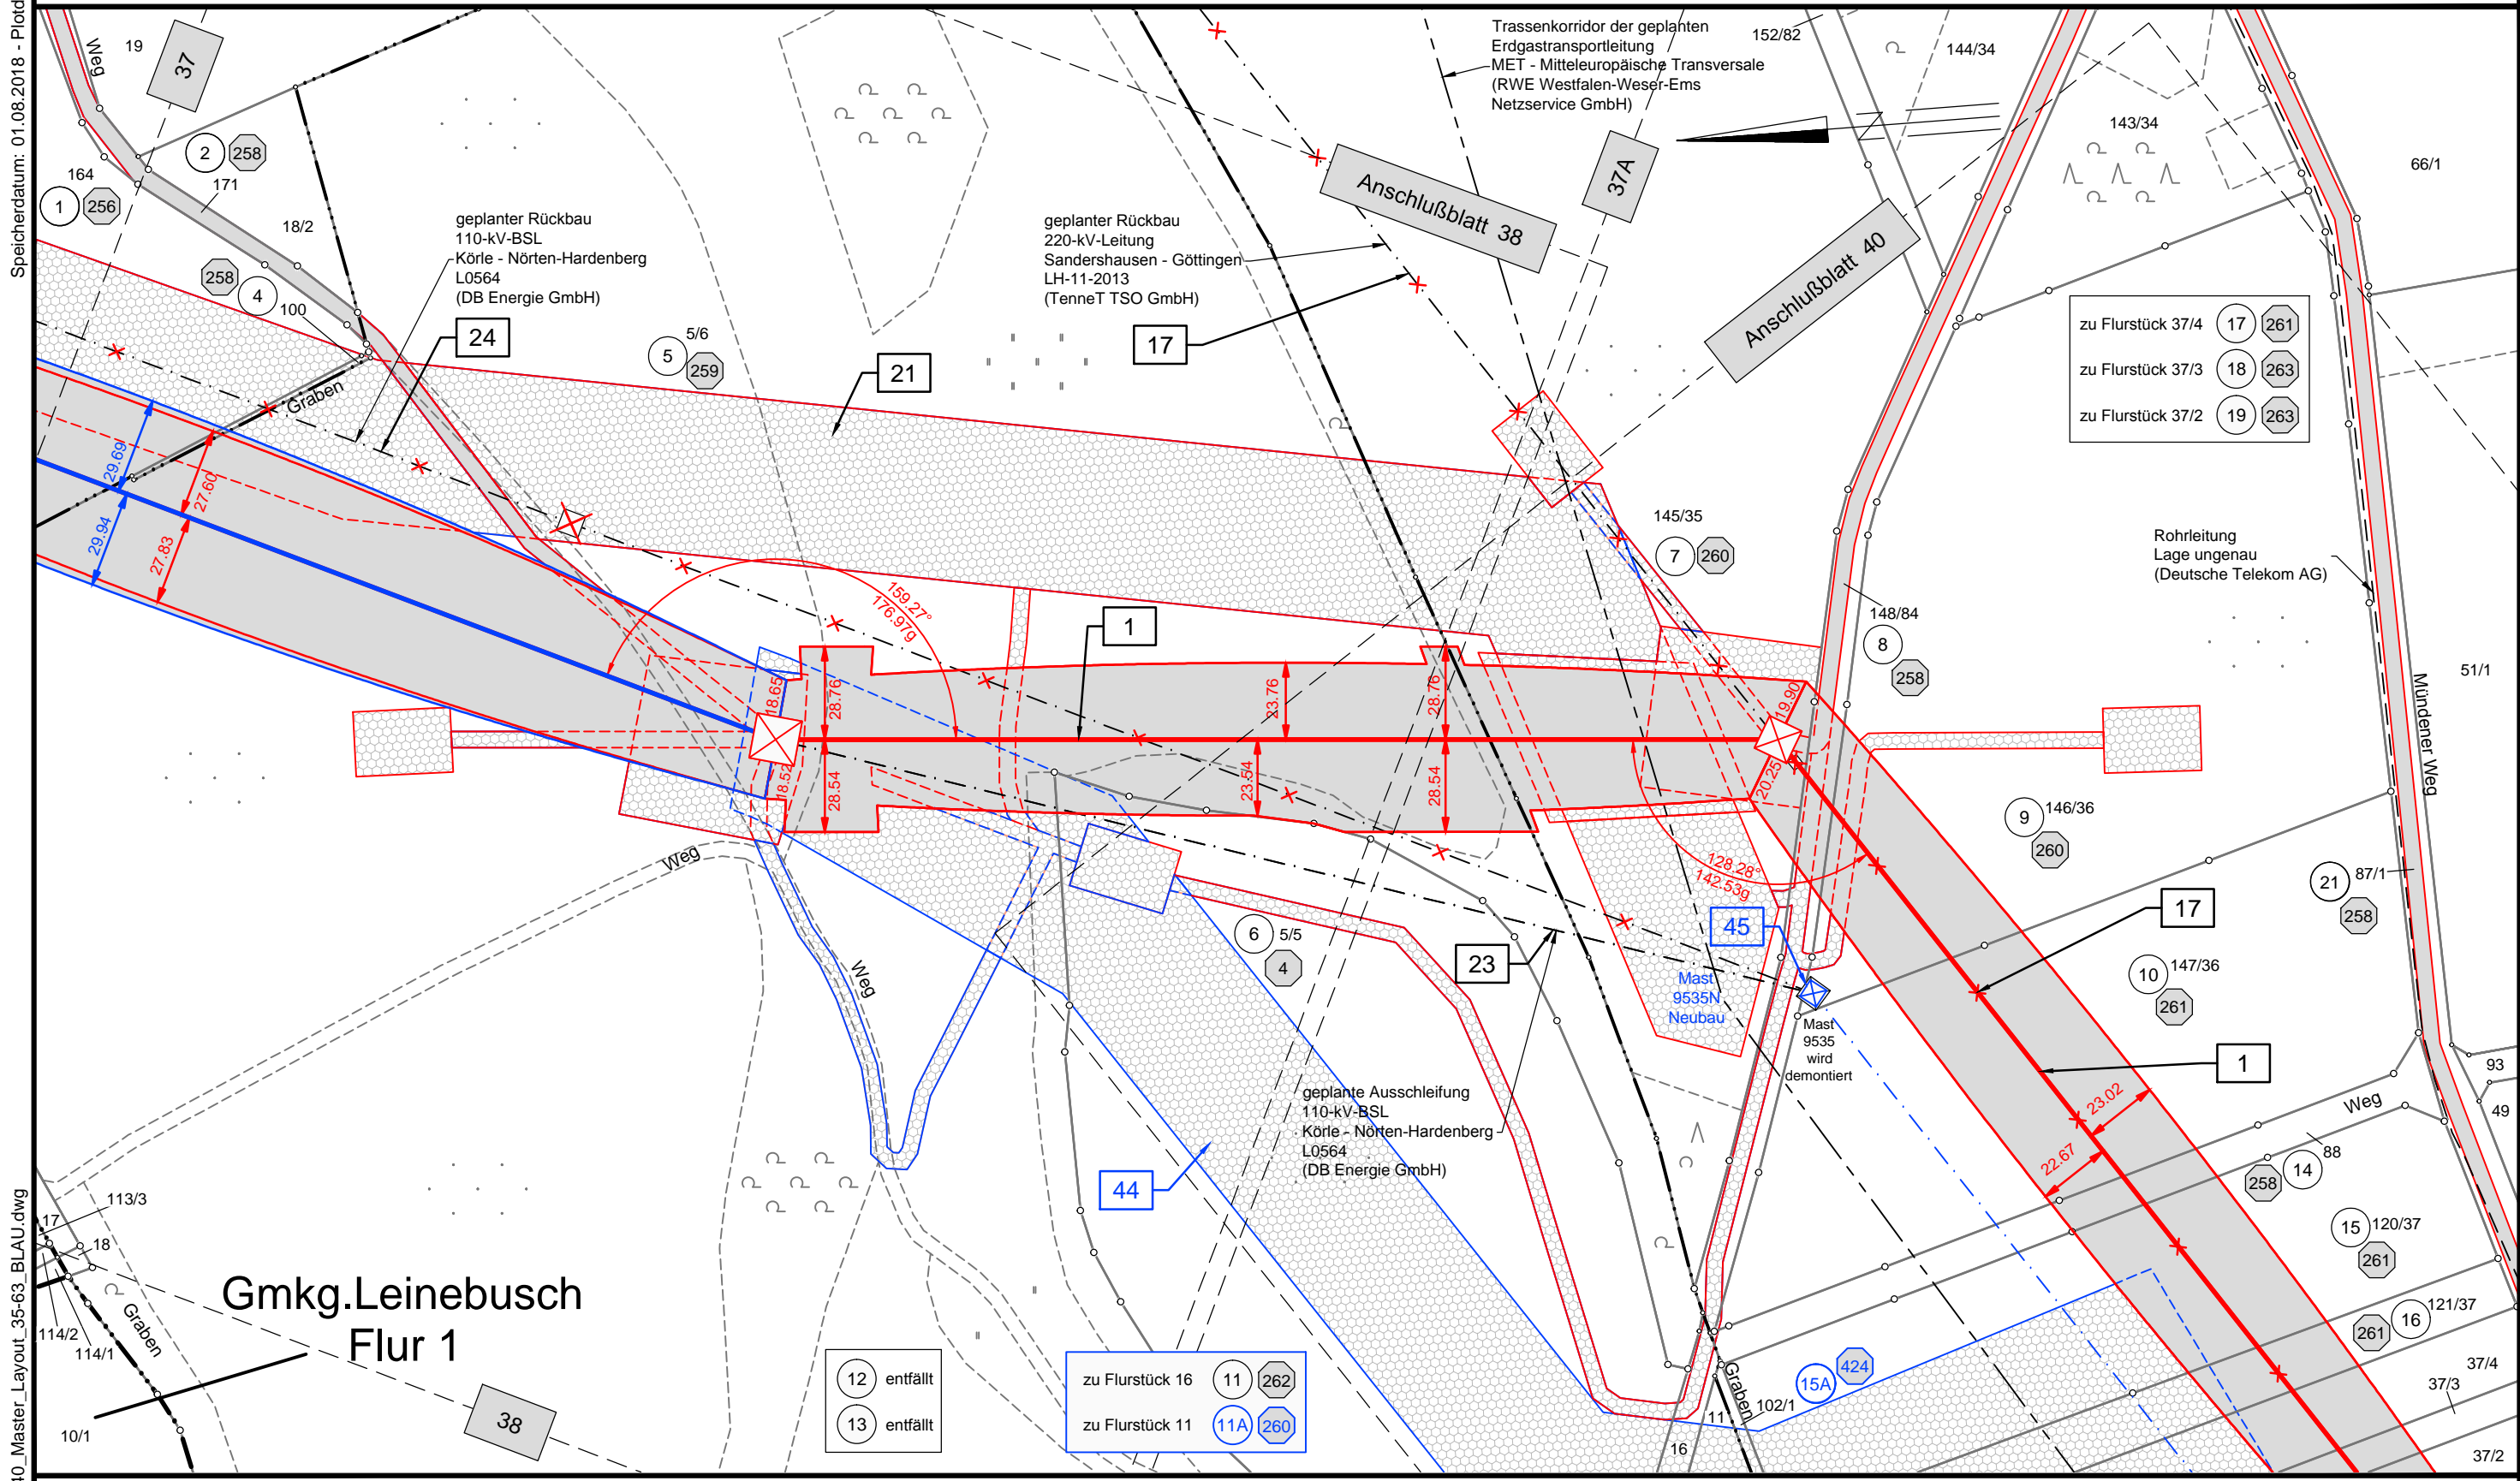 Speicherdatum: 01.08.2018 - Plotd
40_Master_Layout_35-63_BLAU.dwg
Weg
19
37
2
258
171
164
1
256
18/2
258
4
100
Graben
geplanter Rückbau
110-kV-BSL
Körle - Nörten-Hardenberg
L0564
(DB Energie GmbH)
24
5/6
5
259
21
geplanter Rückbau
220-kV-Leitung
Sandershausen - Göttingen
LH-11-2013
(TenneT TSO GmbH)
17
Trassenkorridor der geplanten
Erdgastransportleitung
MET - Mitteleuropäische Transversale
(RWE Westfalen-Weser-Ems
Netzservice GmbH)
Anschlußblatt 38
37A
Anschlußblatt 40
152/82
144/34
143/34
66/1
zu Flurstück 37/4 17 261
zu Flurstück 37/3 18 263
zu Flurstück 37/2 19 263
29.69
27.60
29.94
27.83
159.27°
176.97g
1
145/35
7
260
148/84
8
258
Rohrleitung
Lage ungenau
(Deutsche Telekom AG)
51/1
Mündener Weg
18.65
28.76
23.76
28.76
19.90
18.52
28.54
23.54
28.54
20.25
128.28°
142.53g
9
146/36
260
21
87/1
258
17
10
147/36
261
Weg
Weg
6
5/5
4
23
45
Mast
9535N
Neubau
Mast
9535
wird
demontiert
1
93
49
23.02
22.67
Weg
88
258
14
geplante Ausschleifung
110-kV-BSL
Körle - Nörten-Hardenberg
L0564
(DB Energie GmbH)
44
15
120/37
261
16
121/37
261
37/4
37/3
37/2
113/3
17
18
114/2
114/1
Graben
10/1
Gmkg.Leinebusch
Flur 1
38
12 entfällt
13 entfällt
zu Flurstück 16 11 262
zu Flurstück 11 11A 260
15A
424
Graben
102/1
11
16